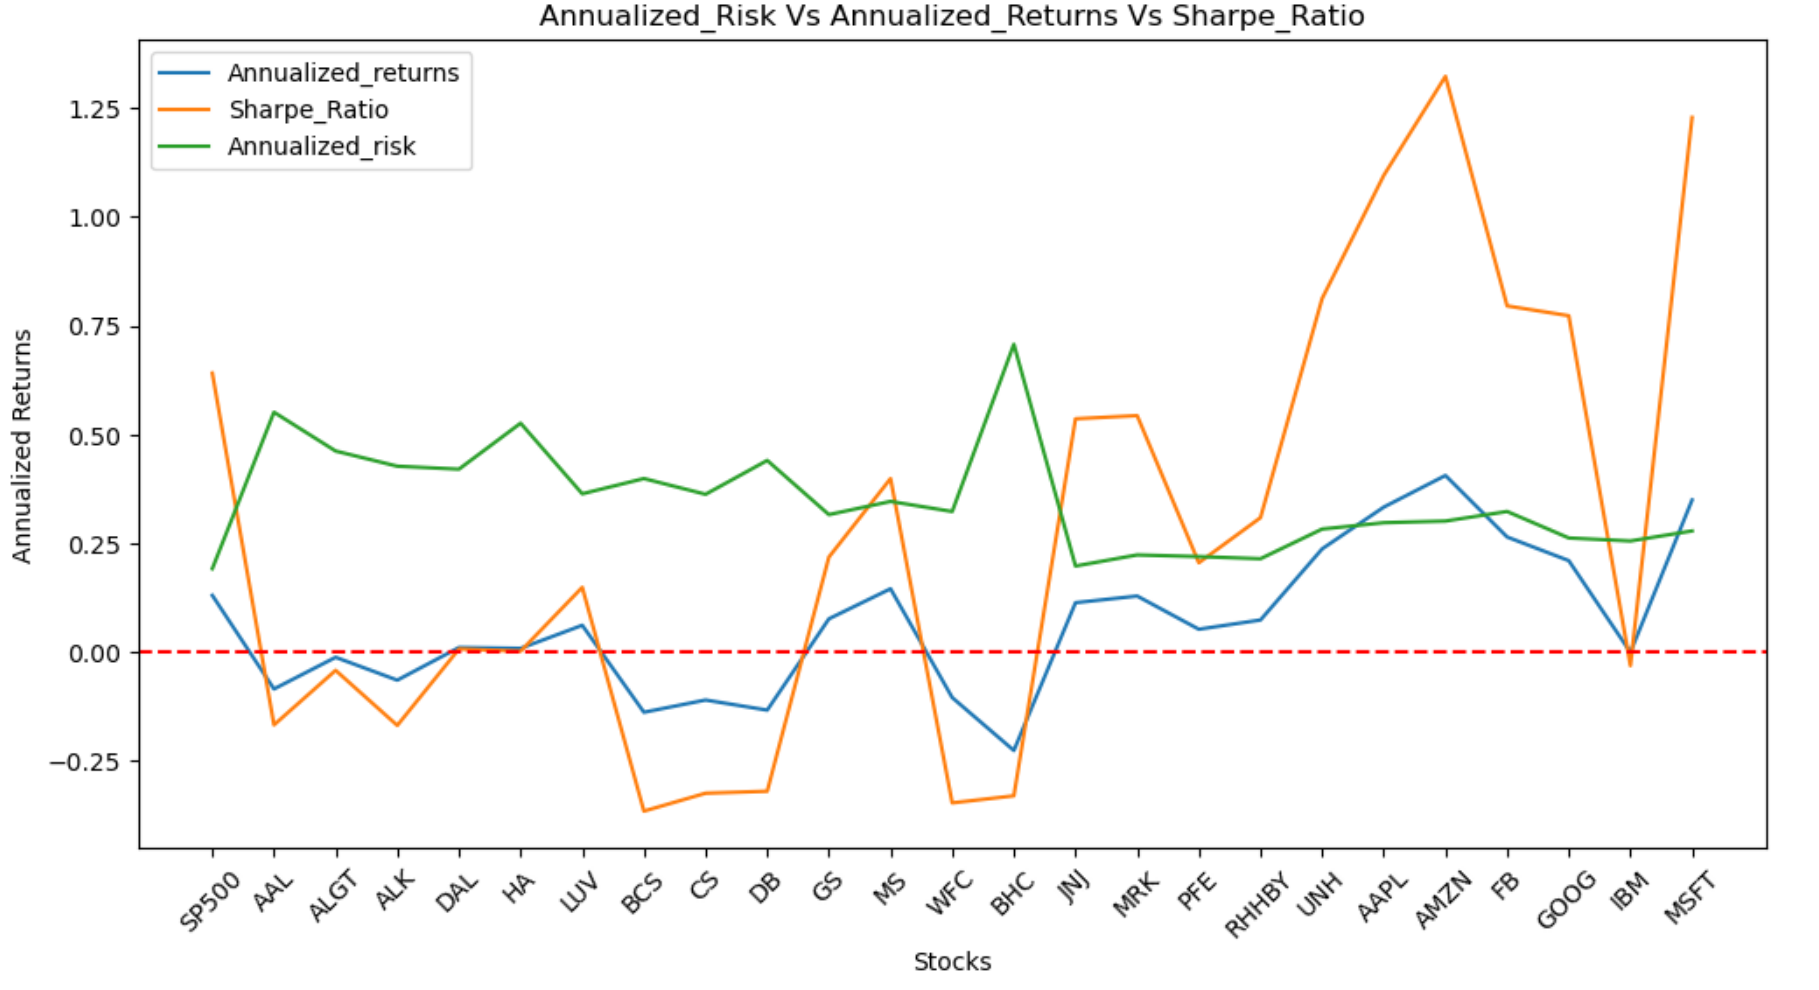 Annualized_Risk Vs Annualized_Returns Vs Sharpe_Ratio
Annualized_returns
Sharpe_Ratio
Annualized_risk
Annualized Returns
1.25
1.00
0.75
0.50
0.25
0.00
−0.25
SP500
AAL
ALGT
ALK
DAL
HA
LUV
BCS
CS
DB
GS
MS
WFC
BHC
JNJ
MRK
PFE
RHHBY
UNH
AAPL
AMZN
FB
GOOG
IBM
MSFT
Stocks